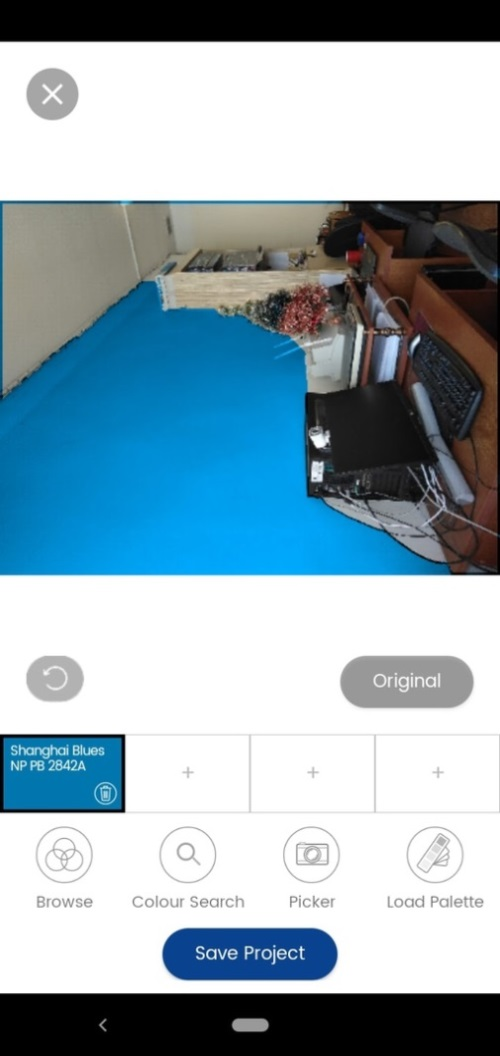 Original
Shanghai Blues
NP PB 2842A
Browse
Colour Search
Picker
Load Palette
Save Project